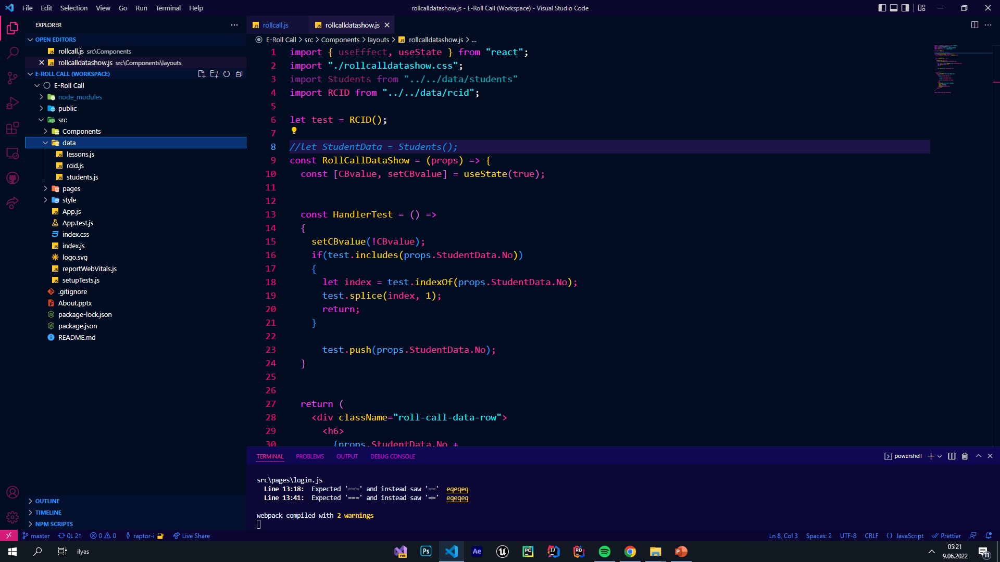 File Edit Selection View Go Run Terminal Help
rollcalldatashow.js - E-Roll Call (Workspace) - Visual Studio Code
EXPLORER
OPEN EDITORS
rollcall.js src\Components
rollcalldatashow.js src\Components\layouts
E-ROLL CALL (WORKSPACE)
E-Roll Call
node_modules
public
src
Components
data
lessons.js
rcid.js
students.js
pages
style
App.js
App.test.js
index.css
index.js
logo.svg
reportWebVitals.js
setupTests.js
.gitignore
About.pptx
package-lock.json
package.json
README.md
OUTLINE
TIMELINE
NPM SCRIPTS
rollcall.js rollcalldatashow.js
E-Roll Call > src > Components > layouts > rollcalldatashow.js > ...
1 import { useEffect, useState } from "react";
2 import "./rollcalldatashow.css";
3 import Students from "../../data/students"
4 import RCID from "../../data/rcid";
5
6 let test = RCID();
7
8 //let StudentData = Students();
9 const RollCallDataShow = (props) => {
10 const [CBvalue, setCBvalue] = useState(true);
11
12
13 const HandlerTest = () =>
14 {
15 setCBvalue(!CBvalue);
16 if(test.includes(props.StudentData.No))
17 {
18 let index = test.indexOf(props.StudentData.No);
19 test.splice(index, 1);
20 return;
21 }
22
23 test.push(props.StudentData.No);
24 }
25
26
27 return (
28 <div className="roll-call-data-row">
29 <h6>
30 {props.StudentData.No +
TERMINAL PROBLEMS OUTPUT DEBUG CONSOLE
powershell
src\pages\login.js
Line 13:18: Expected '===' and instead saw '==' eqeqeq
Line 13:41: Expected '===' and instead saw '==' eqeqeq
webpack compiled with 2 warnings
master 0↓ 2↑ 0 0 raptor-i Live Share
Ln 8, Col 3 Spaces: 2 UTF-8 CRLF {} JavaScript Prettier
ilyas
PRE Ps Ae PC IJ RD P
05:21
9.06.2022
11